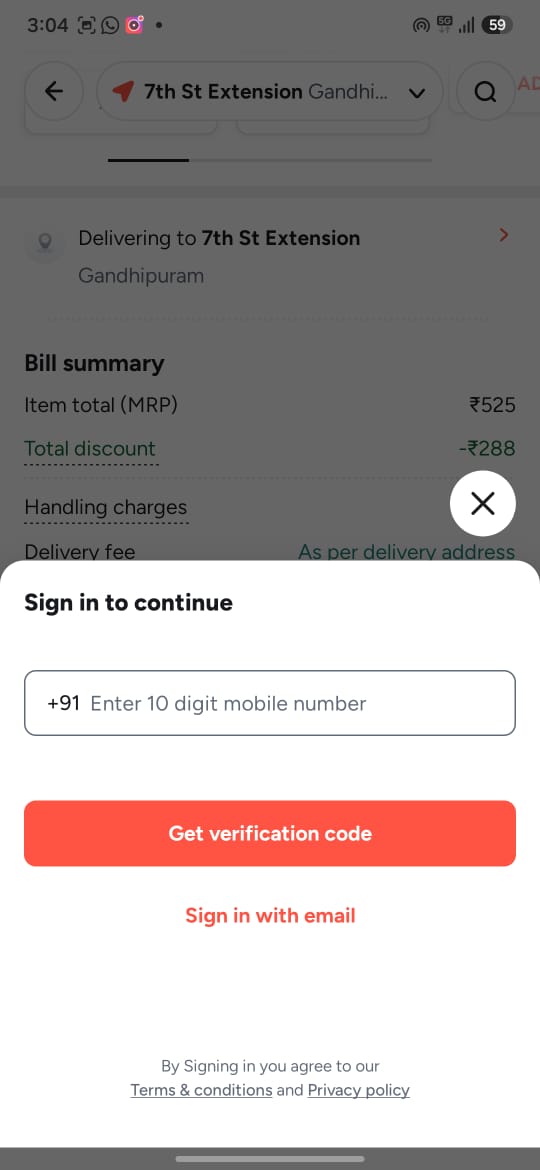 3:04
5G
59
7th St Extension Gandhi...
AD
Delivering to 7th St Extension
Gandhipuram
Bill summary
Item total (MRP) ₹525
Total discount -₹288
Handling charges
Delivery fee As per delivery address
Sign in to continue
+91 Enter 10 digit mobile number
Get verification code
Sign in with email
By Signing in you agree to our
Terms & conditions and Privacy policy